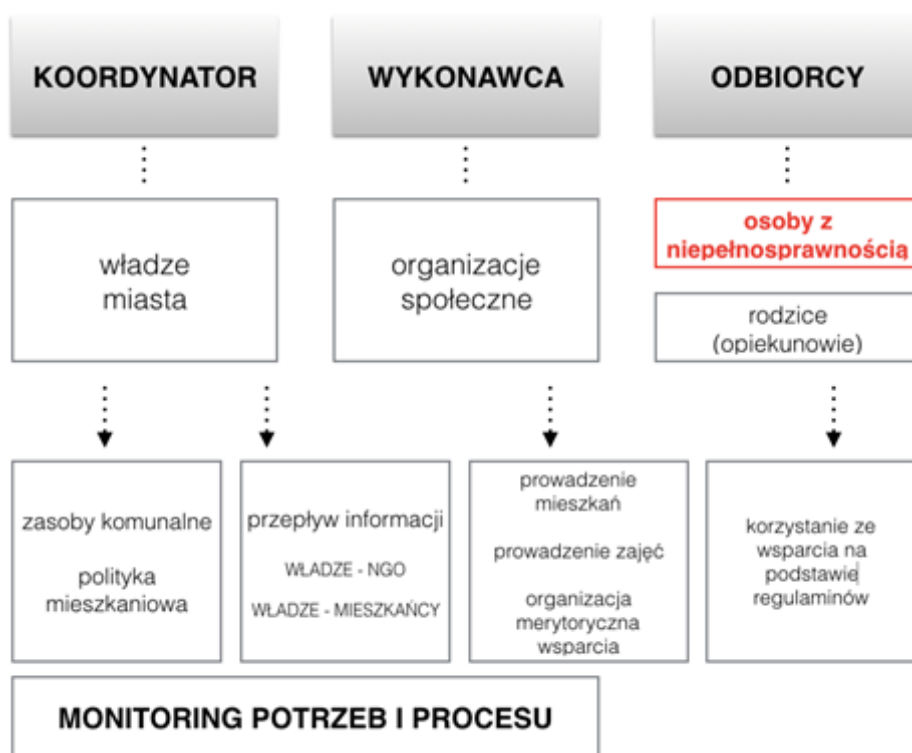 KOORDYNATOR
WYKONAWCA
ODBIORCY
władze
miasta
organizacje
społeczne
osoby z
niepełnosprawnością
rodzice
(opiekunowie)
zasoby komunalne
polityka
mieszkaniowa
przepływ informacji
WŁADZE - NGO
WŁADZE - MIESZKAŃCY
prowadzenie
mieszkań
prowadzenie zajęć
organizacja
merytoryczna
wsparcia
korzystanie ze
wsparcia na
podstawie
regulaminów
MONITORING POTRZEB I PROCESU